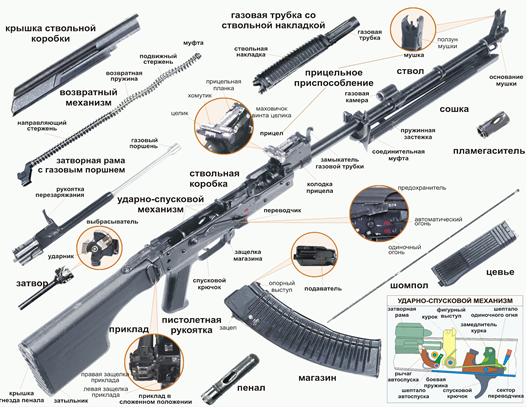 крышка ствольной
коробки
подвижный
стержень
муфта
возвратная
пружина
возвратный
механизм
направляющий
стержень
газовый
поршень
затворная рама
с газовым поршнем
рукоятка
перезаряжания
выбрасыватель
ударник
затвор
газовая трубка со
ствольной накладкой
ствольная
накладка
газовая
трубка
прицельное
приспособление
прицельная
планка
хомутик
целик
маховичок
винта целика
прицел
газовая
камера
ствол
ползун
мушки
мушка
основание
мушки
сошка
пружинная
застежка
соединительная
муфта
пламегаситель
замыкатель
газовой трубки
колодка
прицела
ствольная
коробка
ударно-спусковой
механизм
переводчик
предохранитель
автоматический
огонь
одиночный
огонь
защелка
магазина
спусковой
крючок
опорный
выступ
подаватель
зацеп
шомпол
цевье
пистолетная
рукоятка
приклад
правая защелка
приклада
левая защелка
приклада
приклад в
сложенном положении
крышка
гнезда пенала
затыльник
пенал
магазин
УДАРНО-СПУСКОВОЙ МЕХАНИЗМ
затворная
рама
курок
фигурный
выступ
замедлитель
курка
шептало
одиночного огня
рычаг
автоспуска
шептало
автоспуска
боевая
пружина
спусковой
крючок
сектор
переводчика